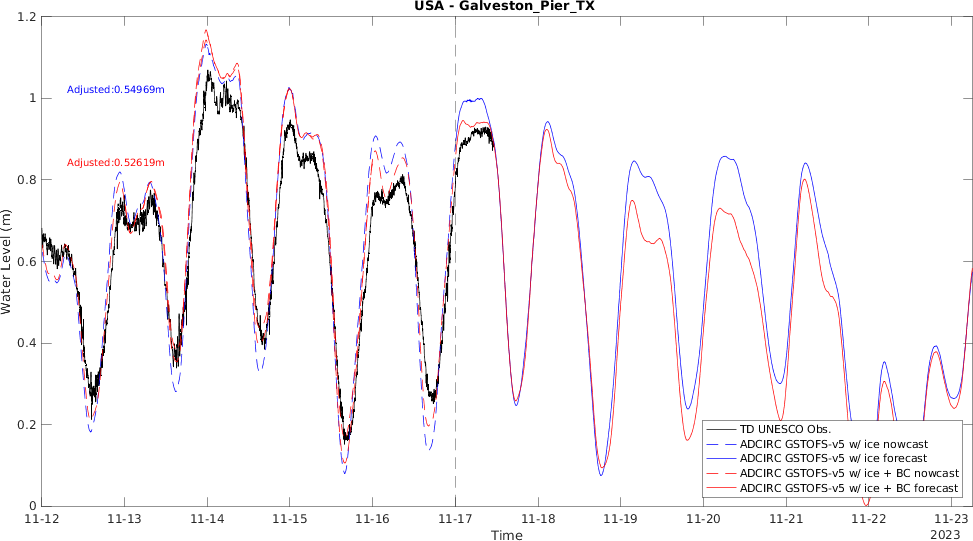 USA - Galveston_Pier_TX
1.2
1
0.8
0.6
0.4
0.2
0
Water Level (m)
Adjusted:0.54969m
Adjusted:0.52619m
TD UNESCO Obs.
ADCIRC GSTOFS-v5 w/ ice nowcast
ADCIRC GSTOFS-v5 w/ ice forecast
ADCIRC GSTOFS-v5 w/ ice + BC nowcast
ADCIRC GSTOFS-v5 w/ ice + BC forecast
11-12 11-13 11-14 11-15 11-16 11-17 11-18 11-19 11-20 11-21 11-22 11-23
Time
2023